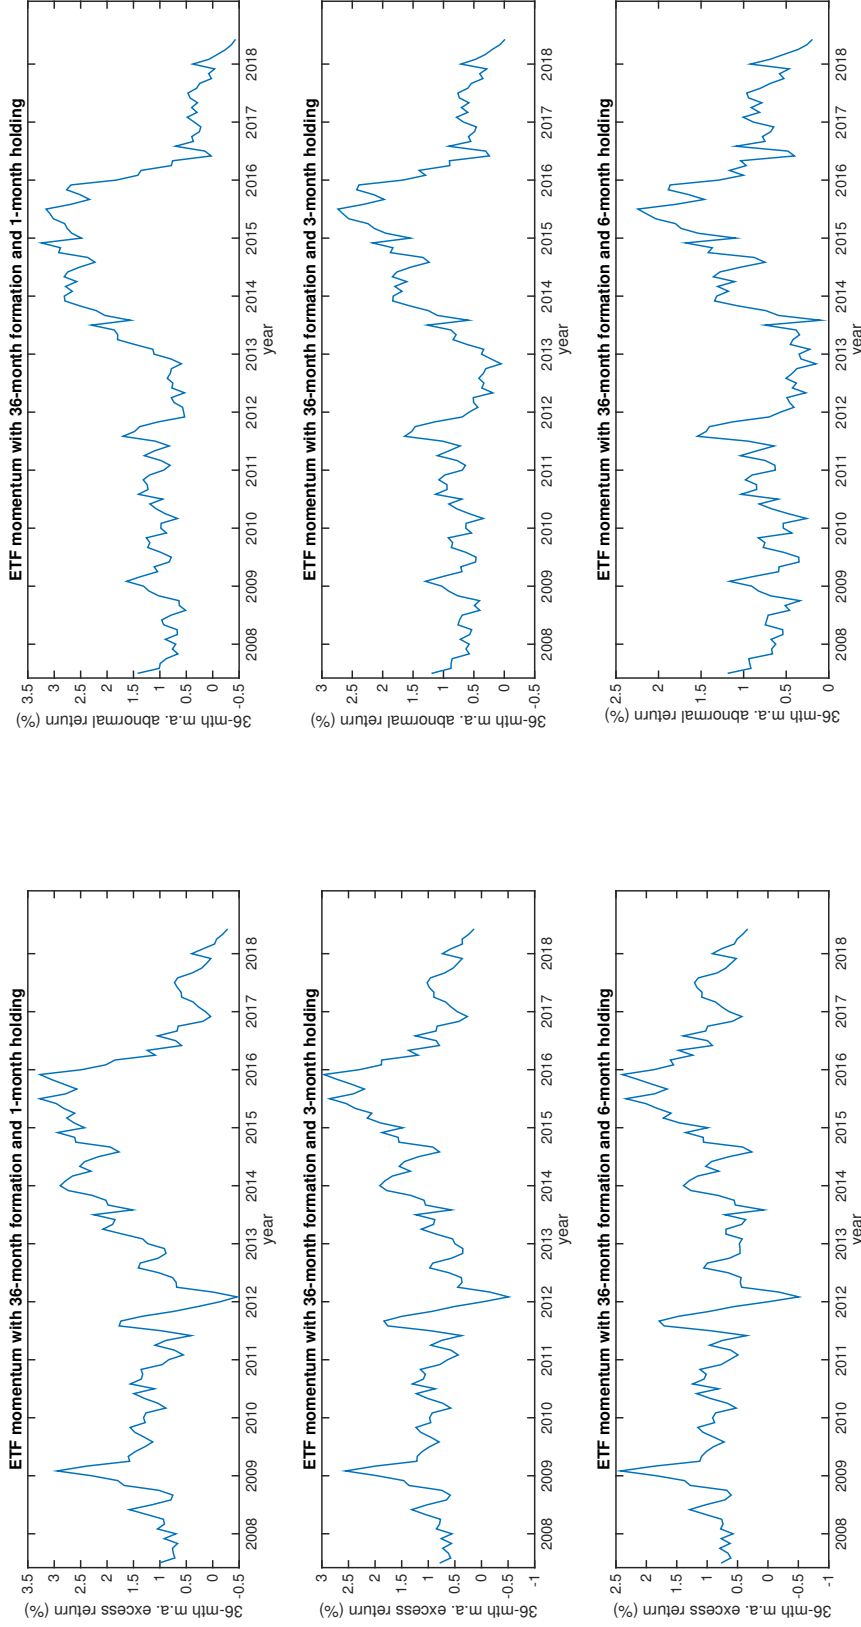 ETF momentum with 36-month formation and 1-month holding
36-mth m.a. excess return (%)
3.5
3
2.5
2
1.5
1
0.5
0
-0.5
2008 2009 2010 2011 2012 2013 2014 2015 2016 2017 2018
year
ETF momentum with 36-month formation and 1-month holding
36-mth m.a. abnormal return (%)
3.5
3
2.5
2
1.5
1
0.5
0
-0.5
2008 2009 2010 2011 2012 2013 2014 2015 2016 2017 2018
year
ETF momentum with 36-month formation and 3-month holding
36-mth m.a. excess return (%)
3
2.5
2
1.5
1
0.5
0
-0.5
-1
2008 2009 2010 2011 2012 2013 2014 2015 2016 2017 2018
year
ETF momentum with 36-month formation and 3-month holding
36-mth m.a. abnormal return (%)
3
2.5
2
1.5
1
0.5
0
-0.5
2008 2009 2010 2011 2012 2013 2014 2015 2016 2017 2018
year
ETF momentum with 36-month formation and 6-month holding
36-mth m.a. excess return (%)
2.5
2
1.5
1
0.5
0
-0.5
-1
2008 2009 2010 2011 2012 2013 2014 2015 2016 2017 2018
year
ETF momentum with 36-month formation and 6-month holding
36-mth m.a. abnormal return (%)
2.5
2
1.5
1
0.5
0
2008 2009 2010 2011 2012 2013 2014 2015 2016 2017 2018
year